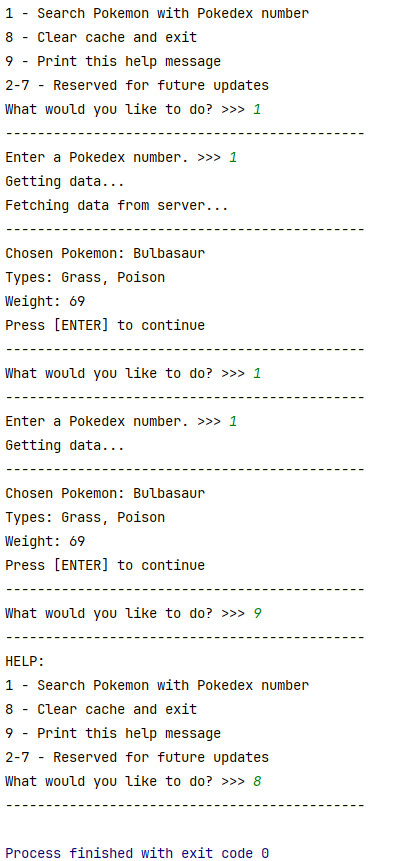 1 - Search Pokemon with Pokedex number
8 - Clear cache and exit
9 - Print this help message
2-7 - Reserved for future updates
What would you like to do? >>> 1
---------------------------------------------
Enter a Pokedex number. >>> 1
Getting data...
Fetching data from server...
---------------------------------------------
Chosen Pokemon: Bulbasaur
Types: Grass, Poison
Weight: 69
Press [ENTER] to continue
---------------------------------------------
What would you like to do? >>> 1
---------------------------------------------
Enter a Pokedex number. >>> 1
Getting data...
---------------------------------------------
Chosen Pokemon: Bulbasaur
Types: Grass, Poison
Weight: 69
Press [ENTER] to continue
---------------------------------------------
What would you like to do? >>> 9
---------------------------------------------
HELP:
1 - Search Pokemon with Pokedex number
8 - Clear cache and exit
9 - Print this help message
2-7 - Reserved for future updates
What would you like to do? >>> 8
---------------------------------------------
Process finished with exit code 0